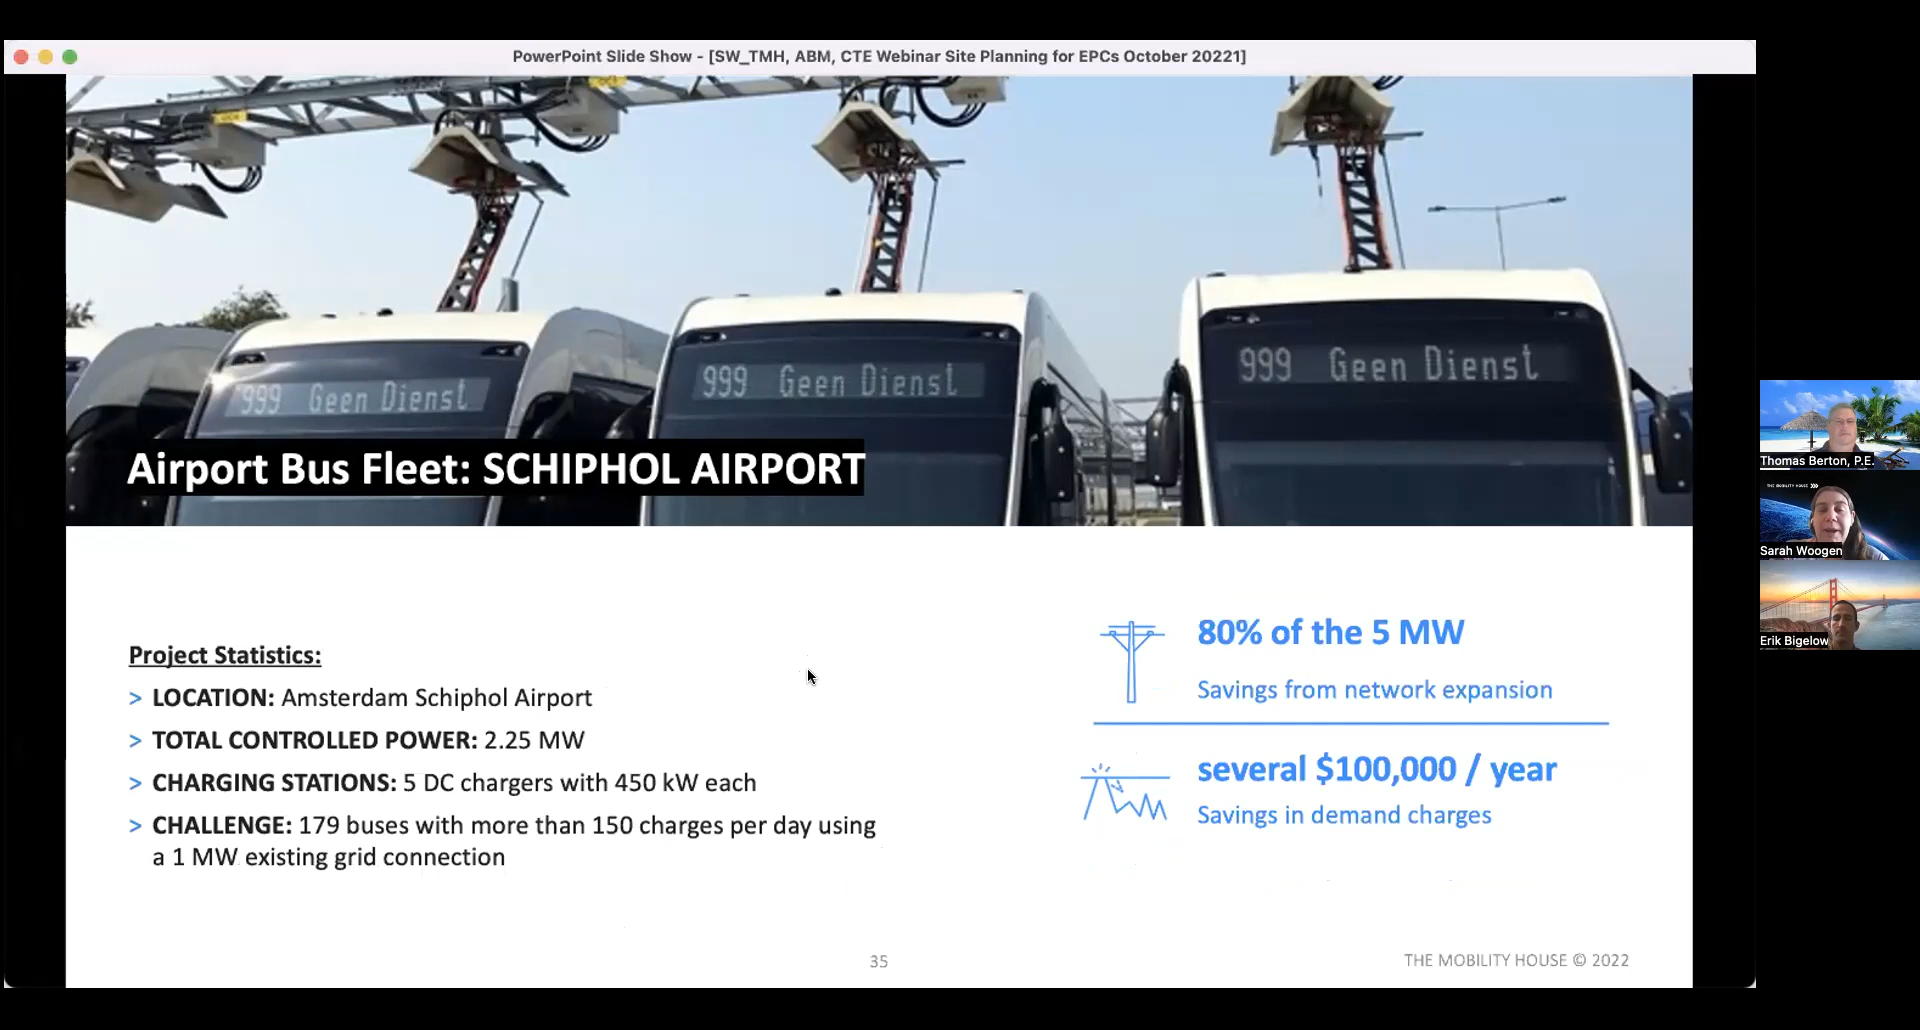 PowerPoint Slide Show - [SW_TMH, ABM, CTE Webinar Site Planning for EPCs October 20221]
999 Geen Dienst
999 Geen Dienst
999 Geen Dienst
Airport Bus Fleet: SCHIPHOL AIRPORT
Project Statistics:
> LOCATION: Amsterdam Schiphol Airport
> TOTAL CONTROLLED POWER: 2.25 MW
> CHARGING STATIONS: 5 DC chargers with 450 kW each
> CHALLENGE: 179 buses with more than 150 charges per day using
a 1 MW existing grid connection
80% of the 5 MW
Savings from network expansion
several $100,000 / year
Savings in demand charges
35
THE MOBILITY HOUSE © 2022
Thomas Berton, P.E.
THE MOBILITY HOUSE
Sarah Woogen
Erik Bigelow